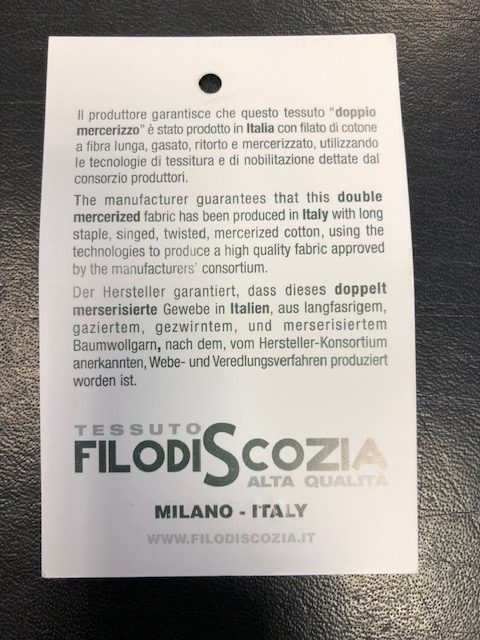 Il produttore garantisce che questo tessuto "doppio
mercerizzo" è stato prodotto in Italia con filato di cotone
a fibra lunga, gasato, ritorto e mercerizzato, utilizzando
le tecnologie di tessitura e di nobilitazione dettate dal
consorzio produttori.
The manufacturer guarantees that this double
mercerized fabric has been produced in Italy with long
staple, singed, twisted, mercerized cotton, using the
technologies to produce a high quality fabric approved
by the manufacturers' consortium.
Der Hersteller garantiert, dass dieses doppelt
merserisierte Gewebe in Italien, aus langfasrigem,
gaziertem, gezwirntem, und merserisiertem
Baumwollgarn, nach dem, vom Hersteller-Konsortium
anerkannten, Webe- und Veredlungsverfahren produziert
worden ist.
TESSUTO
FILODISCOZIA
ALTA QUALITÀ
MILANO - ITALY
WWW.FILODISCOZIA.IT